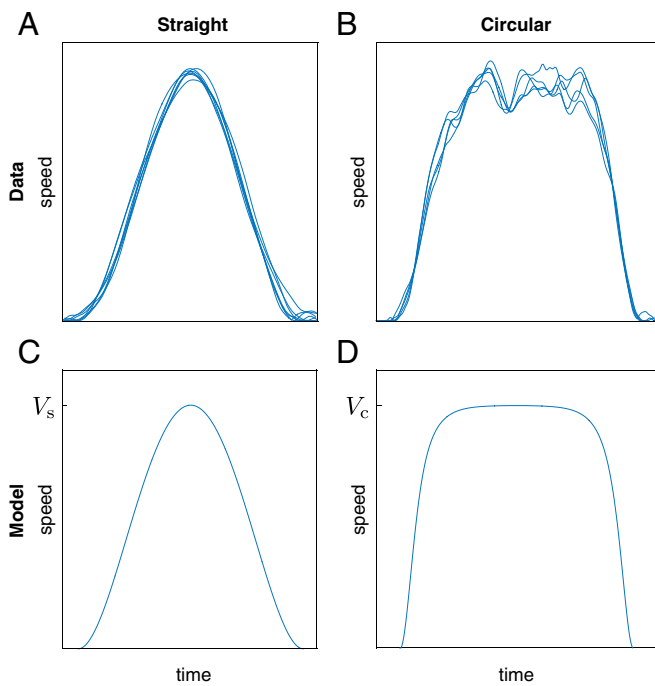 A Straight B Circular
Data
speed
speed
C D
Vs
Vc
Model
speed
speed
time time